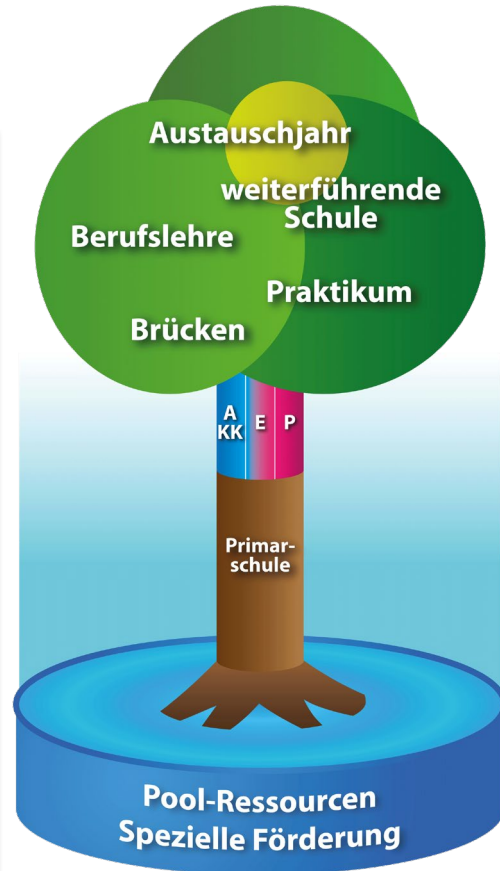 Austauschjahr
weiterführende
Schule
Berufslehre
Praktikum
Brücken
A
KK
E
P
Primar-
schule
Pool-Ressourcen
Spezielle Förderung